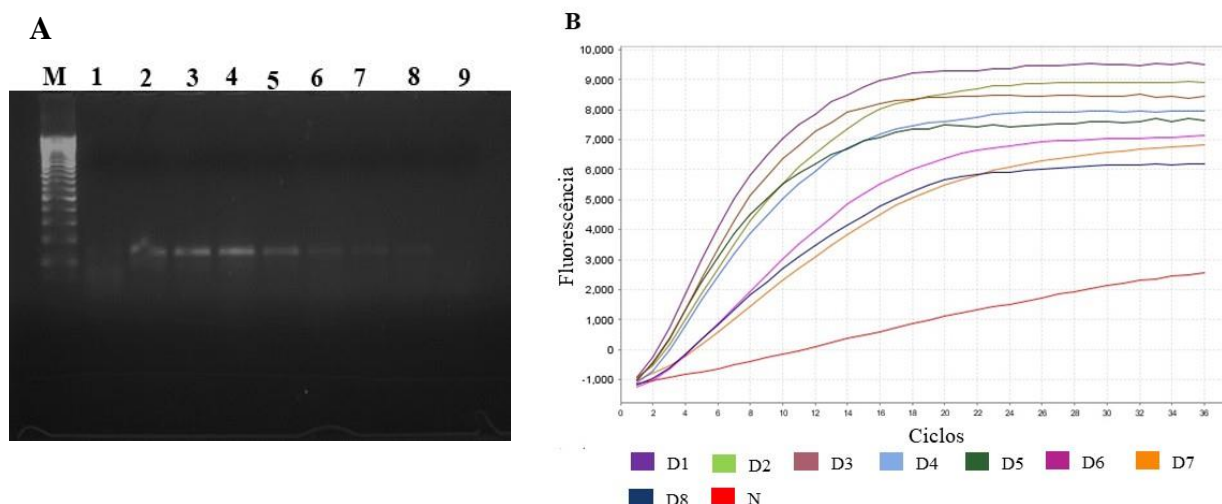 A
M 1 2 3 4 5 6 7 8 9
B
10,000
9,000
8,000
7,000
6,000
5,000
4,000
3,000
2,000
1,000
0
-1,000
Fluorescência
0 2 4 6 8 10 12 14 16 18 20 22 24 26 28 30 32 34 36
Ciclos
D1 D2 D3 D4 D5 D6 D7
D8 N